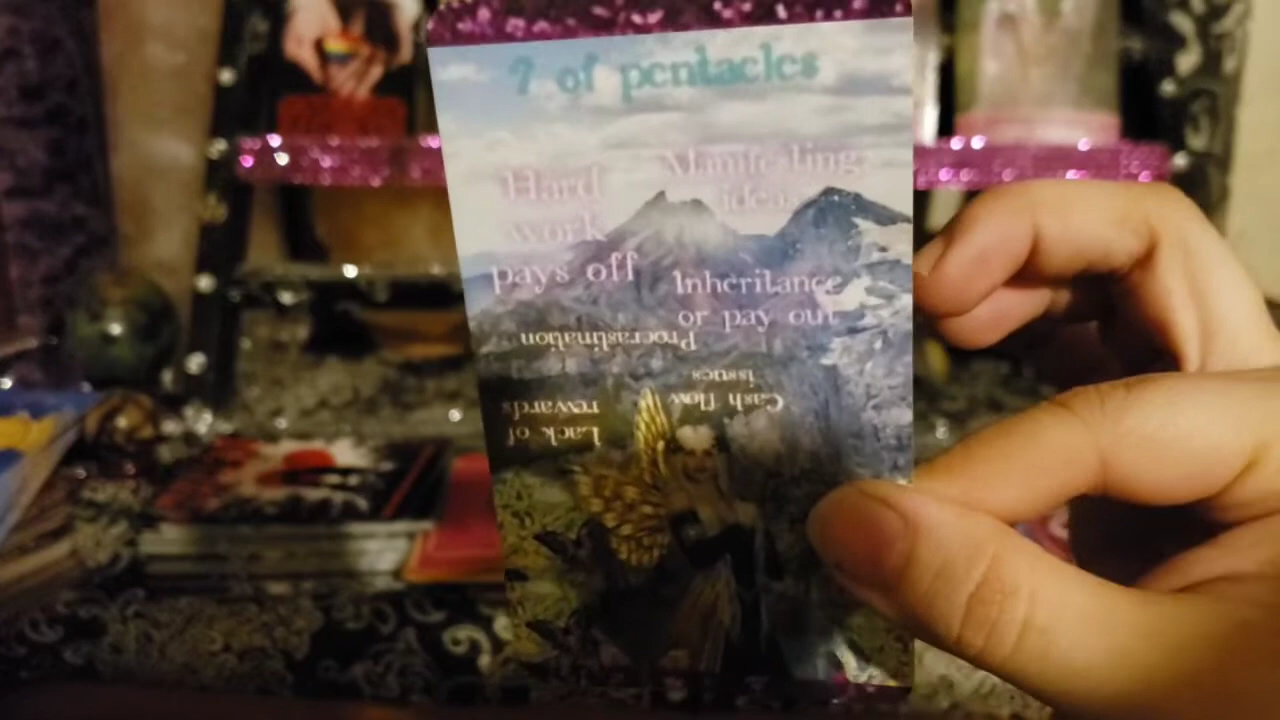 7 of pentacles
Hard
work
pays off
Manifesting
ideas
Inheritance
or pay out
Procrastination
Cash flow
issues
Lack of
rewards